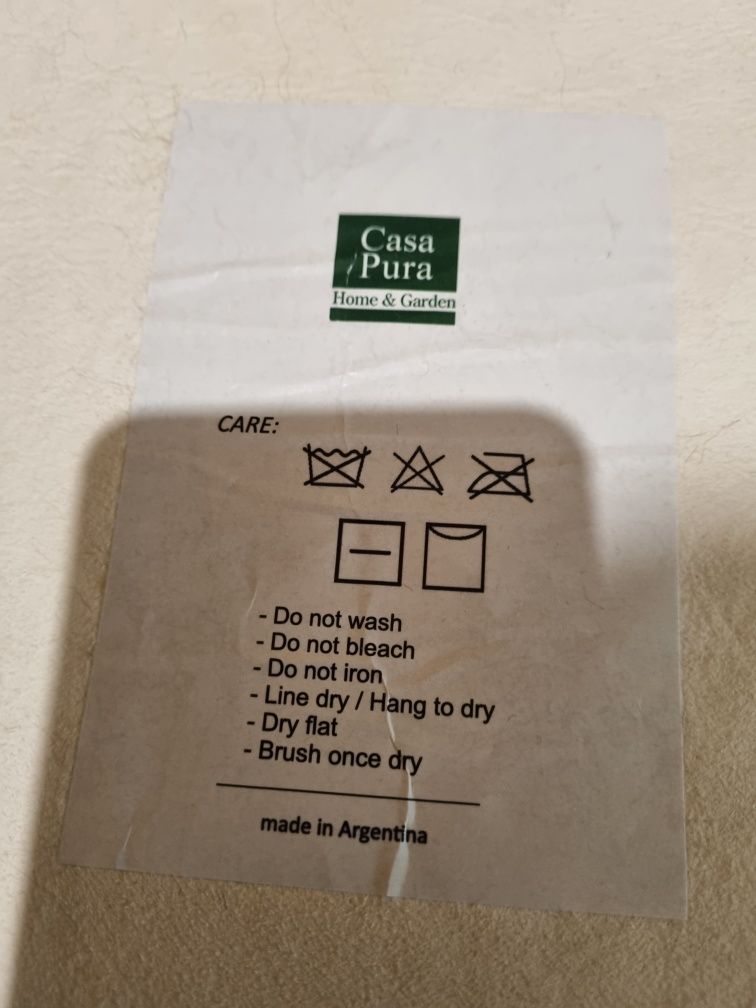 Casa
Pura
Home & Garden
CARE:
- Do not wash
- Do not bleach
- Do not iron
- Line dry / Hang to dry
- Dry flat
- Brush once dry
made in Argentina